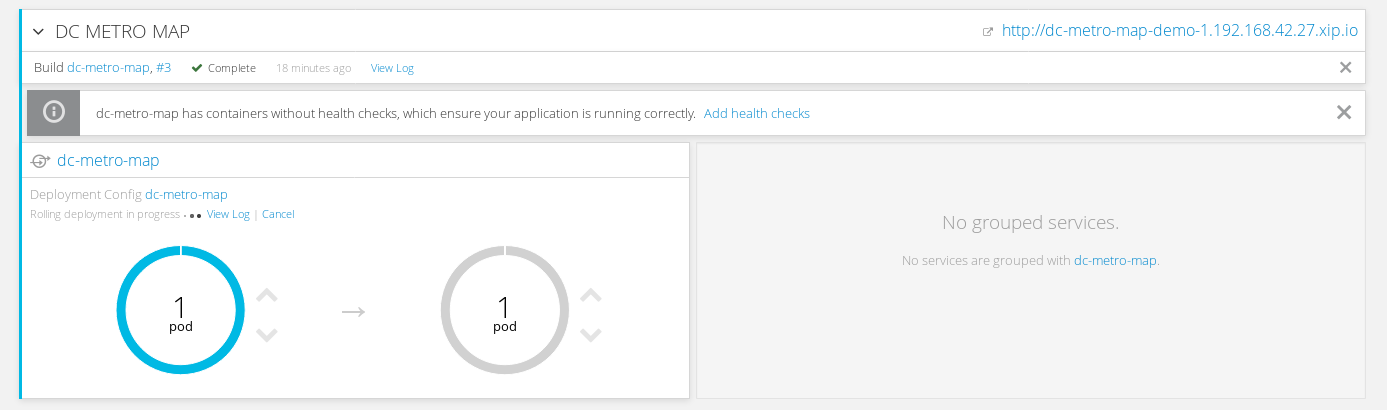 DC METRO MAP
http://dc-metro-map-demo-1.192.168.42.27.xip.io
Build dc-metro-map, #3 Complete 18 minutes ago View Log
dc-metro-map has containers without health checks, which ensure your application is running correctly. Add health checks
dc-metro-map
Deployment Config dc-metro-map
Rolling deployment in progress View Log | Cancel
1
pod
1
pod
No grouped services.
No services are grouped with dc-metro-map.